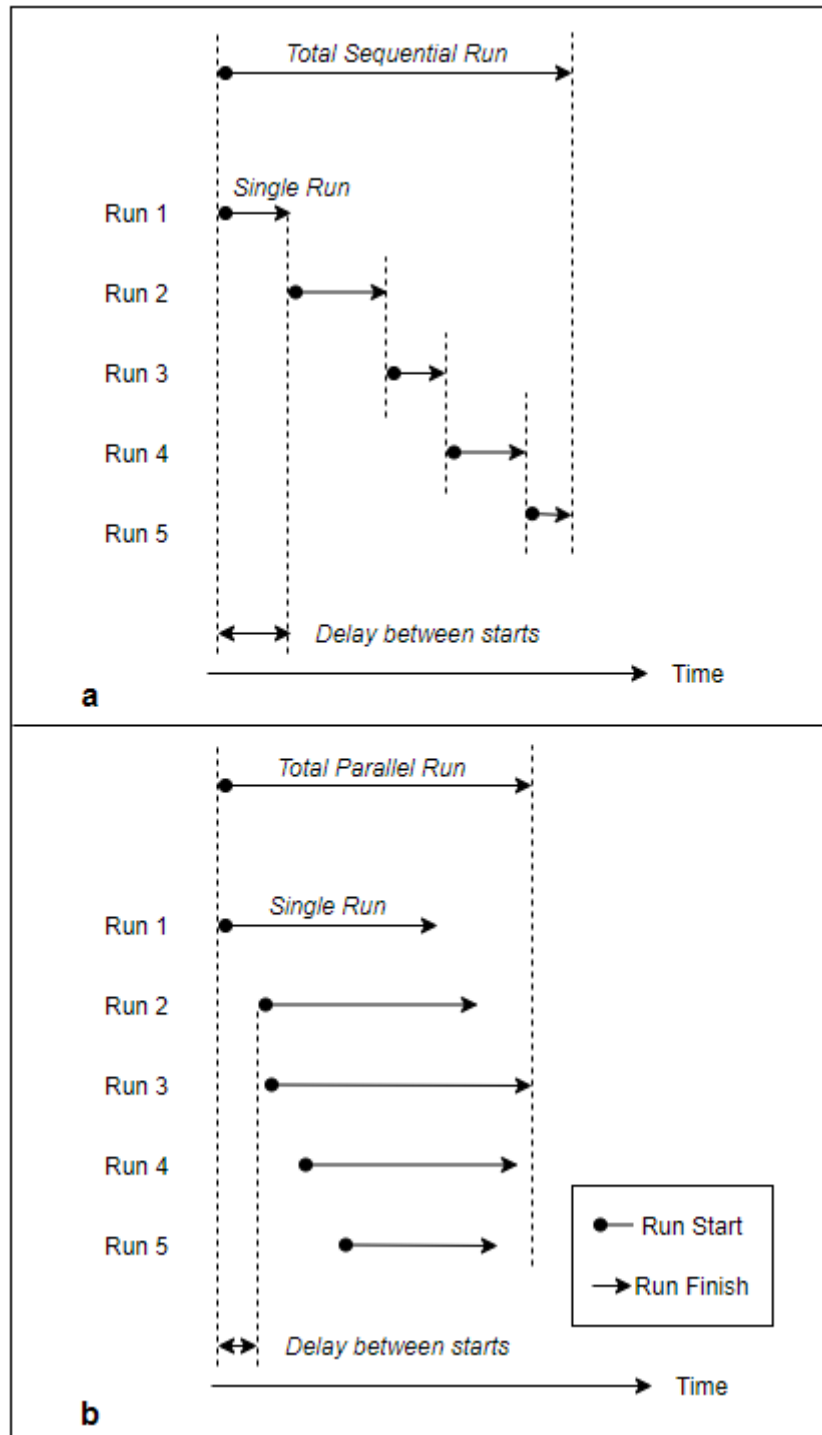 Total Sequential Run
Single Run
Run 1
Run 2
Run 3
Run 4
Run 5
Delay between starts
Time
a
Total Parallel Run
Single Run
Run 1
Run 2
Run 3
Run 4
Run 5
Run Start
Run Finish
Delay between starts
Time
b